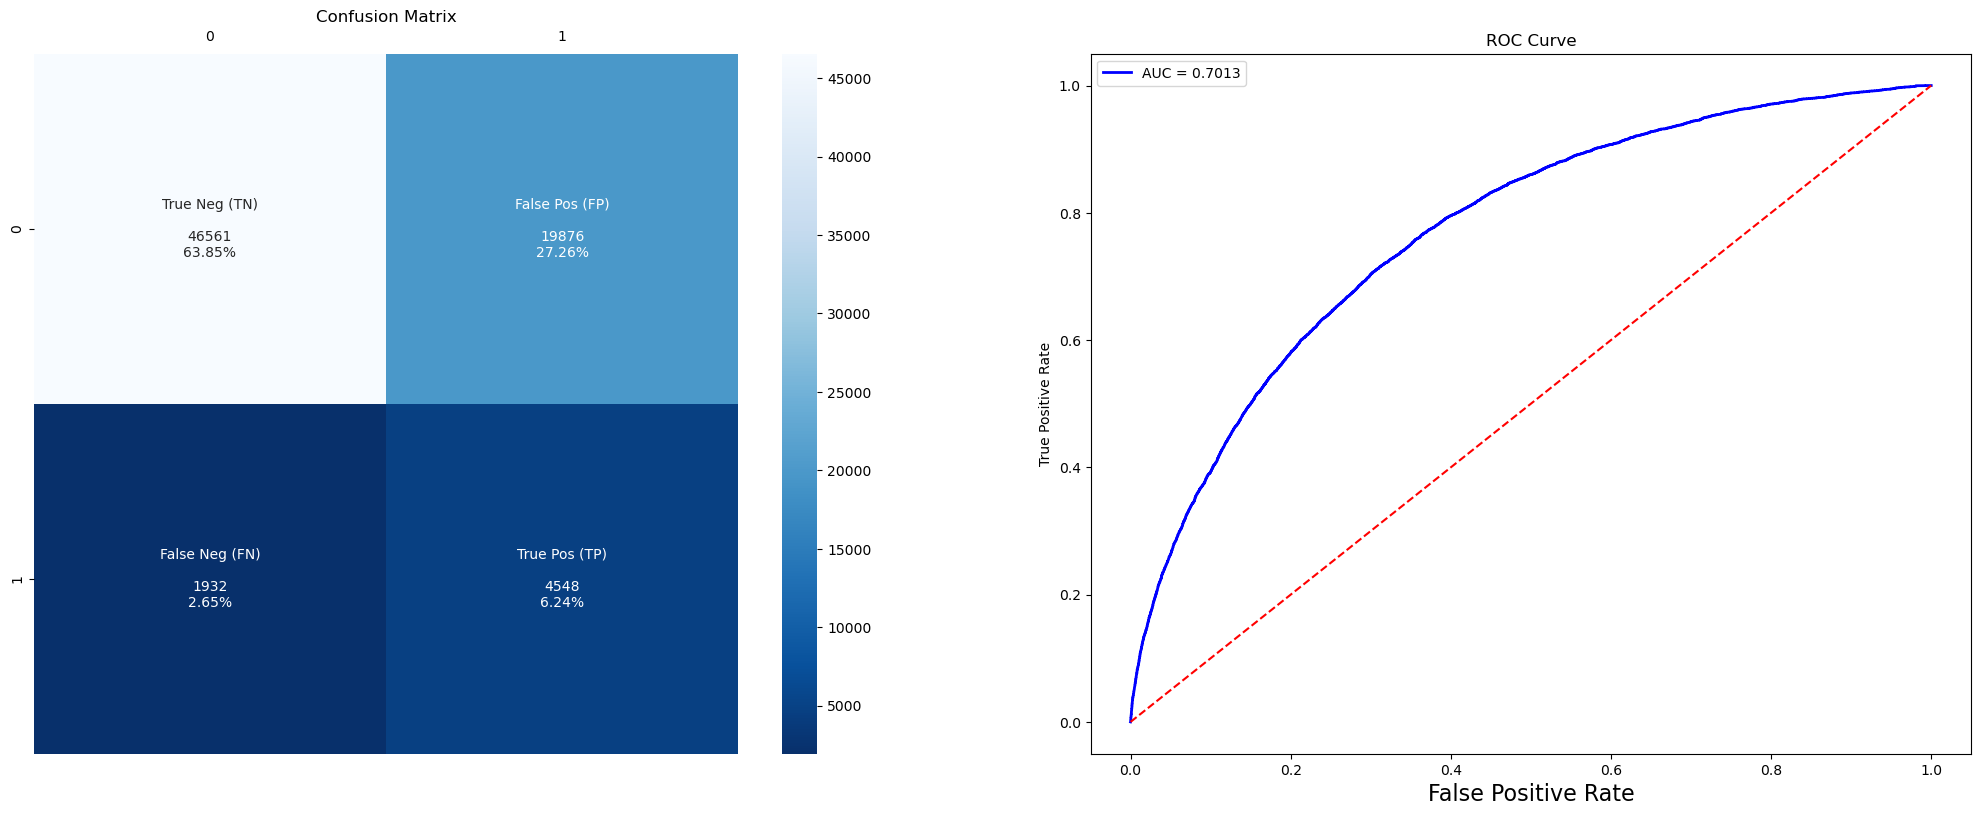 Confusion Matrix
0 1
0
1
True Neg (TN)
46561
63.85%
False Pos (FP)
19876
27.26%
False Neg (FN)
1932
2.65%
True Pos (TP)
4548
6.24%
45000
40000
35000
30000
25000
20000
15000
10000
5000
ROC Curve
AUC = 0.7013
True Positive Rate
1.0
0.8
0.6
0.4
0.2
0.0
0.0 0.2 0.4 0.6 0.8 1.0
False Positive Rate